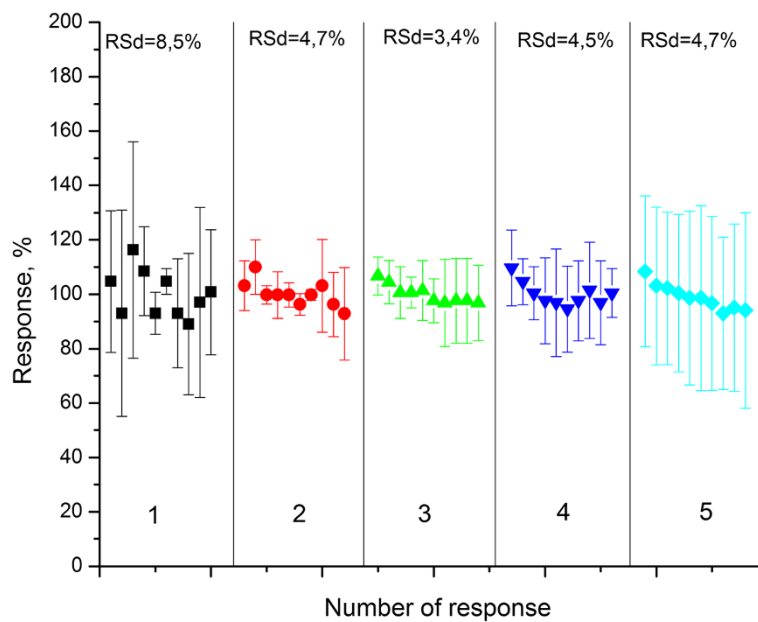 200
180
160
140
120
100
80
60
40
20
0
Response, %
RSd=8,5%
RSd=4,7%
RSd=3,4%
RSd=4,5%
RSd=4,7%
1
2
3
4
5
Number of response